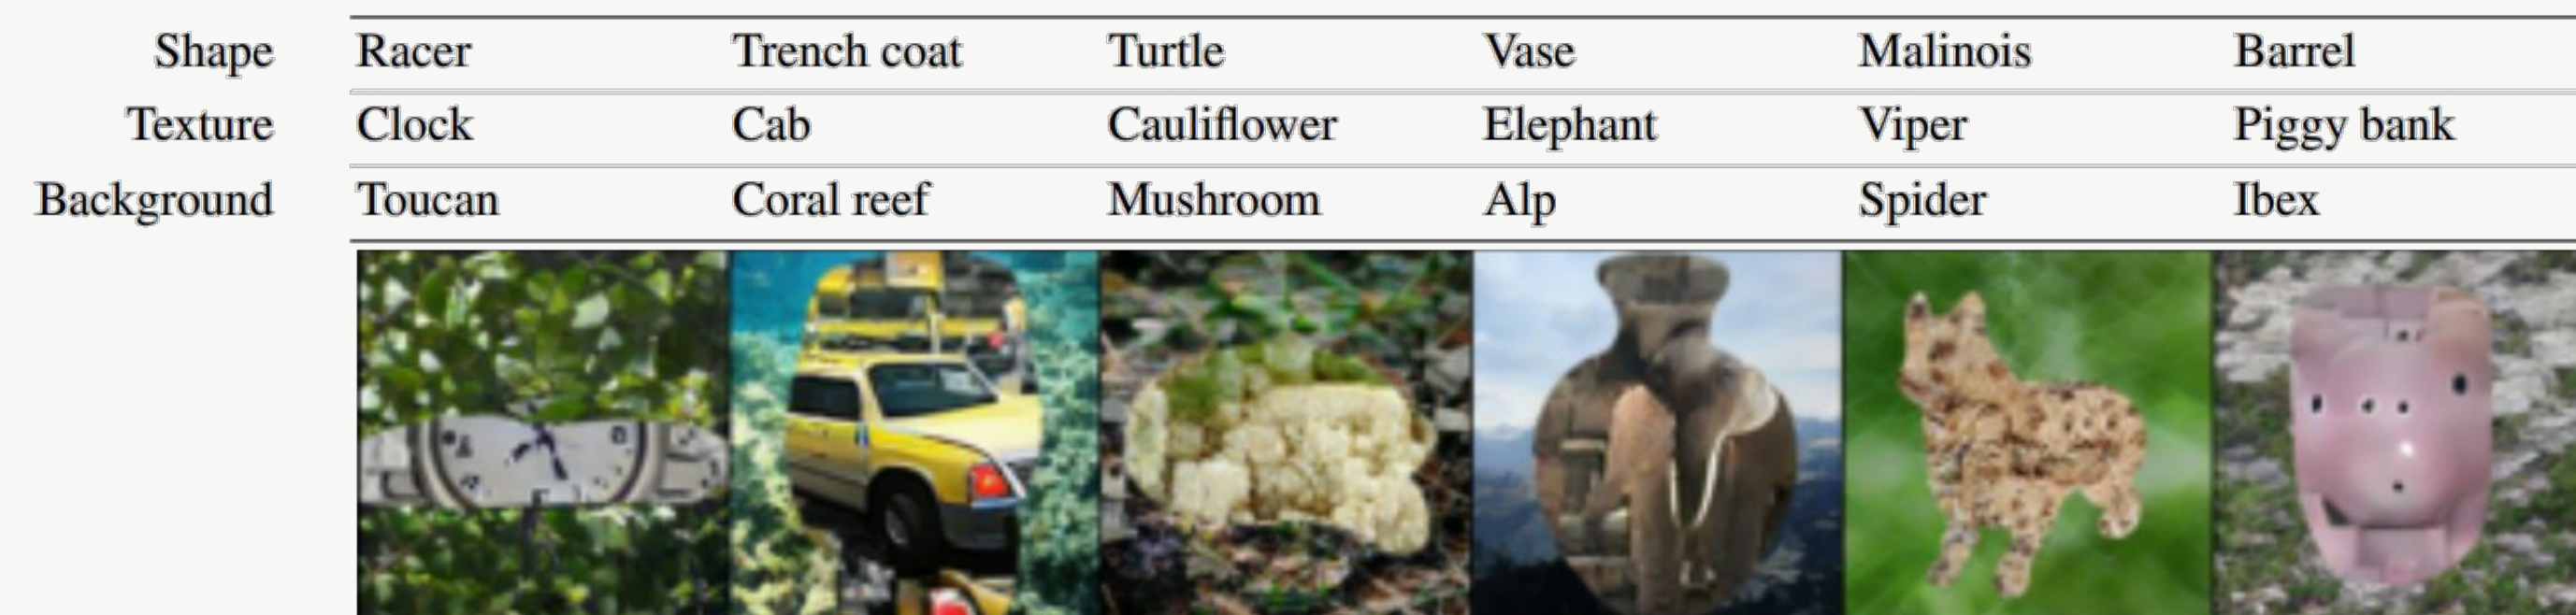 Shape Racer Trench coat Turtle Vase Malinois Barrel
Texture Clock Cab Cauliflower Elephant Viper Piggy bank
Background Toucan Coral reef Mushroom Alp Spider Ibex